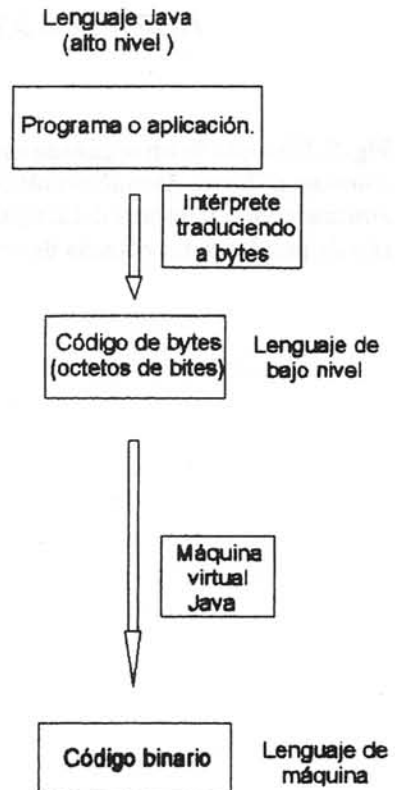 Lenguaje Java
(alto nivel )
Programa o aplicación.
Intérprete
traduciendo
a bytes
Código de bytes
(octetos de bites)
Lenguaje de
bajo nivel
Máquina
virtual
Java
Código binario
Lenguaje de
máquina